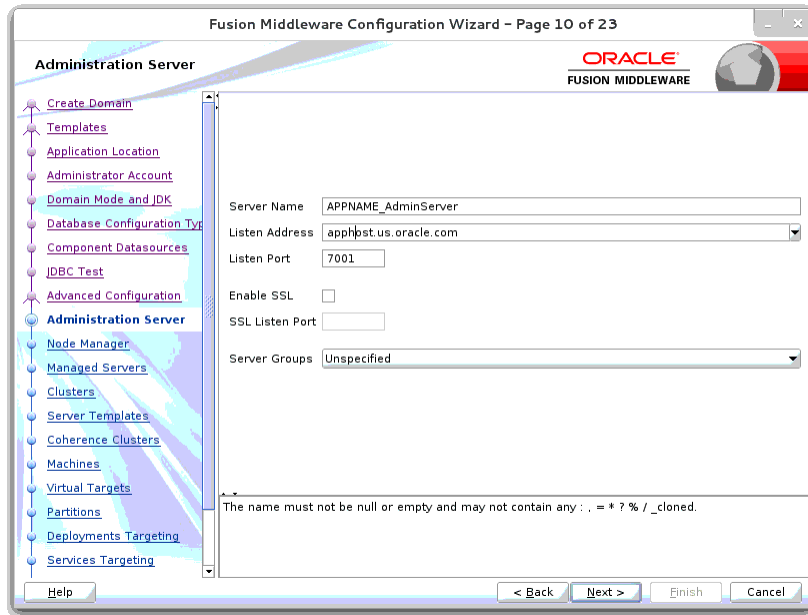 Fusion Middleware Configuration Wizard – Page 10 of 23
Administration Server
ORACLE
FUSION MIDDLEWARE
Create Domain
Templates
Application Location
Administrator Account
Domain Mode and JDK
Database Configuration Typ
Component Datasources
JDBC Test
Advanced Configuration
Administration Server
Node Manager
Managed Servers
Clusters
Server Templates
Coherence Clusters
Machines
Virtual Targets
Partitions
Deployments Targeting
Services Targeting
Server Name APPNAME_AdminServer
Listen Address apphost.us.oracle.com
Listen Port 7001
Enable SSL
SSL Listen Port
Server Groups Unspecified
The name must not be null or empty and may not contain any : , = * ? % / _cloned.
Help
< Back
Next >
Finish
Cancel